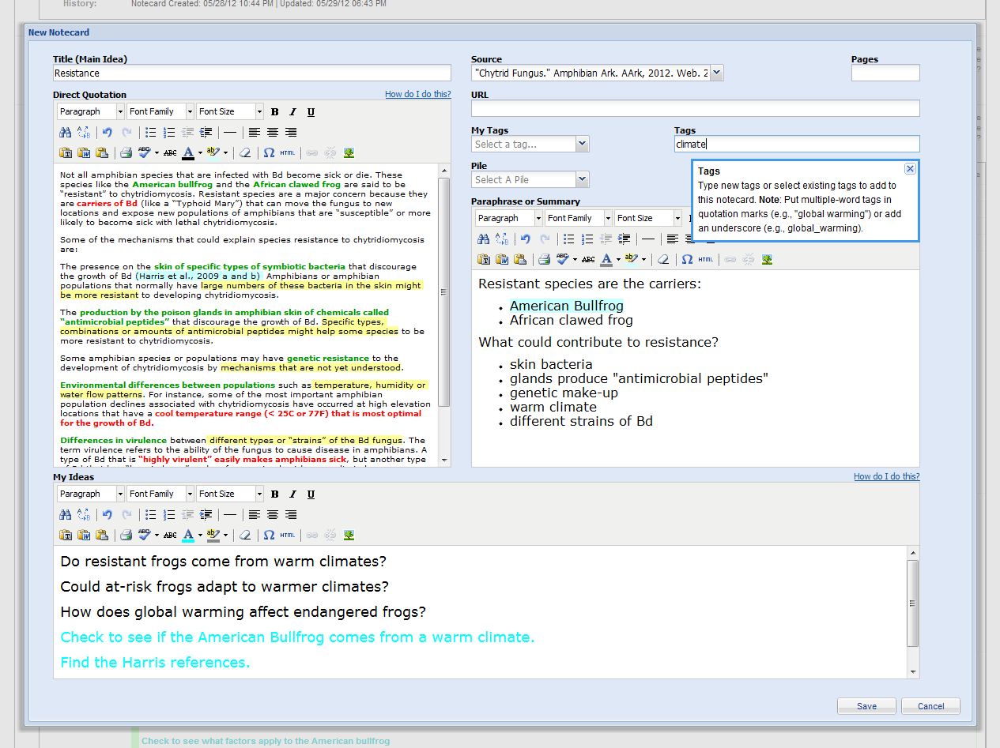 History: Notecard Created: 05/28/12 10:44 PM | Updated: 05/29/12 06:43 PM
New Notecard
Title (Main Idea)
Resistance
Source
"Chytrid Fungus." Amphibian Ark. AArk, 2012. Web. 2
Pages
Direct Quotation
How do I do this?
URL
Paragraph Font Family Font Size B I U
ABC ABC A ab HTML
My Tags
Select a tag...
Tags
climate
Pile
Select A Pile
Tags
Type new tags or select existing tags to add to
this notecard. Note: Put multiple-word tags in
quotation marks (e.g., "global warming") or add
an underscore (e.g., global_warming).
Not all amphibian species that are infected with Bd become sick or die. These
species like the American bullfrog and the African clawed frog are said to be
“resistant” to chytridiomycosis. Resistant species are a major concern because they
are carriers of Bd (like a “Typhoid Mary”) that can move the fungus to new
locations and expose new populations of amphibians that are “susceptible” or more
likely to become sick with lethal chytridiomycosis.
Some of the mechanisms that could explain species resistance to chytridiomycosis
are:
The presence on the skin of specific types of symbiotic bacteria that discourage
the growth of Bd (Harris et al., 2009 a and b) Amphibians or amphibian
populations that normally have large numbers of these bacteria in the skin might
be more resistant to developing chytridiomycosis.
The production by the poison glands in amphibian skin of chemicals called
“antimicrobial peptides” that discourage the growth of Bd. Specific types,
combinations or amounts of antimicrobial peptides might help some species to be
more resistant to chytridiomycosis.
Some amphibian species or populations may have genetic resistance to the
development of chytridiomycosis by mechanisms that are not yet understood.
Environmental differences between populations such as temperature, humidity or
water flow patterns. For instance, some of the most important amphibian
population declines associated with chytridiomycosis have occurred at high elevation
locations that have a cool temperature range (< 25C or 77F) that is most optimal
for the growth of Bd.
Differences in virulence between different types or “strains” of the Bd fungus. The
term virulence refers to the ability of the fungus to cause disease in amphibians. A
type of Bd that is “highly virulent” easily makes amphibians sick, but another type
Paraphrase or Summary
Paragraph Font Family Font Size
ABC ABC A ab HTML
Resistant species are the carriers:
American Bullfrog
African clawed frog
What could contribute to resistance?
skin bacteria
glands produce "antimicrobial peptides"
genetic make-up
warm climate
different strains of Bd
My Ideas
How do I do this?
Paragraph Font Family Font Size B I U
ABC ABC A ab HTML
Do resistant frogs come from warm climates?
Could at-risk frogs adapt to warmer climates?
How does global warming affect endangered frogs?
Check to see if the American Bullfrog comes from a warm climate.
Find the Harris references.
Save Cancel
Check to see what factors apply to the American bullfrog